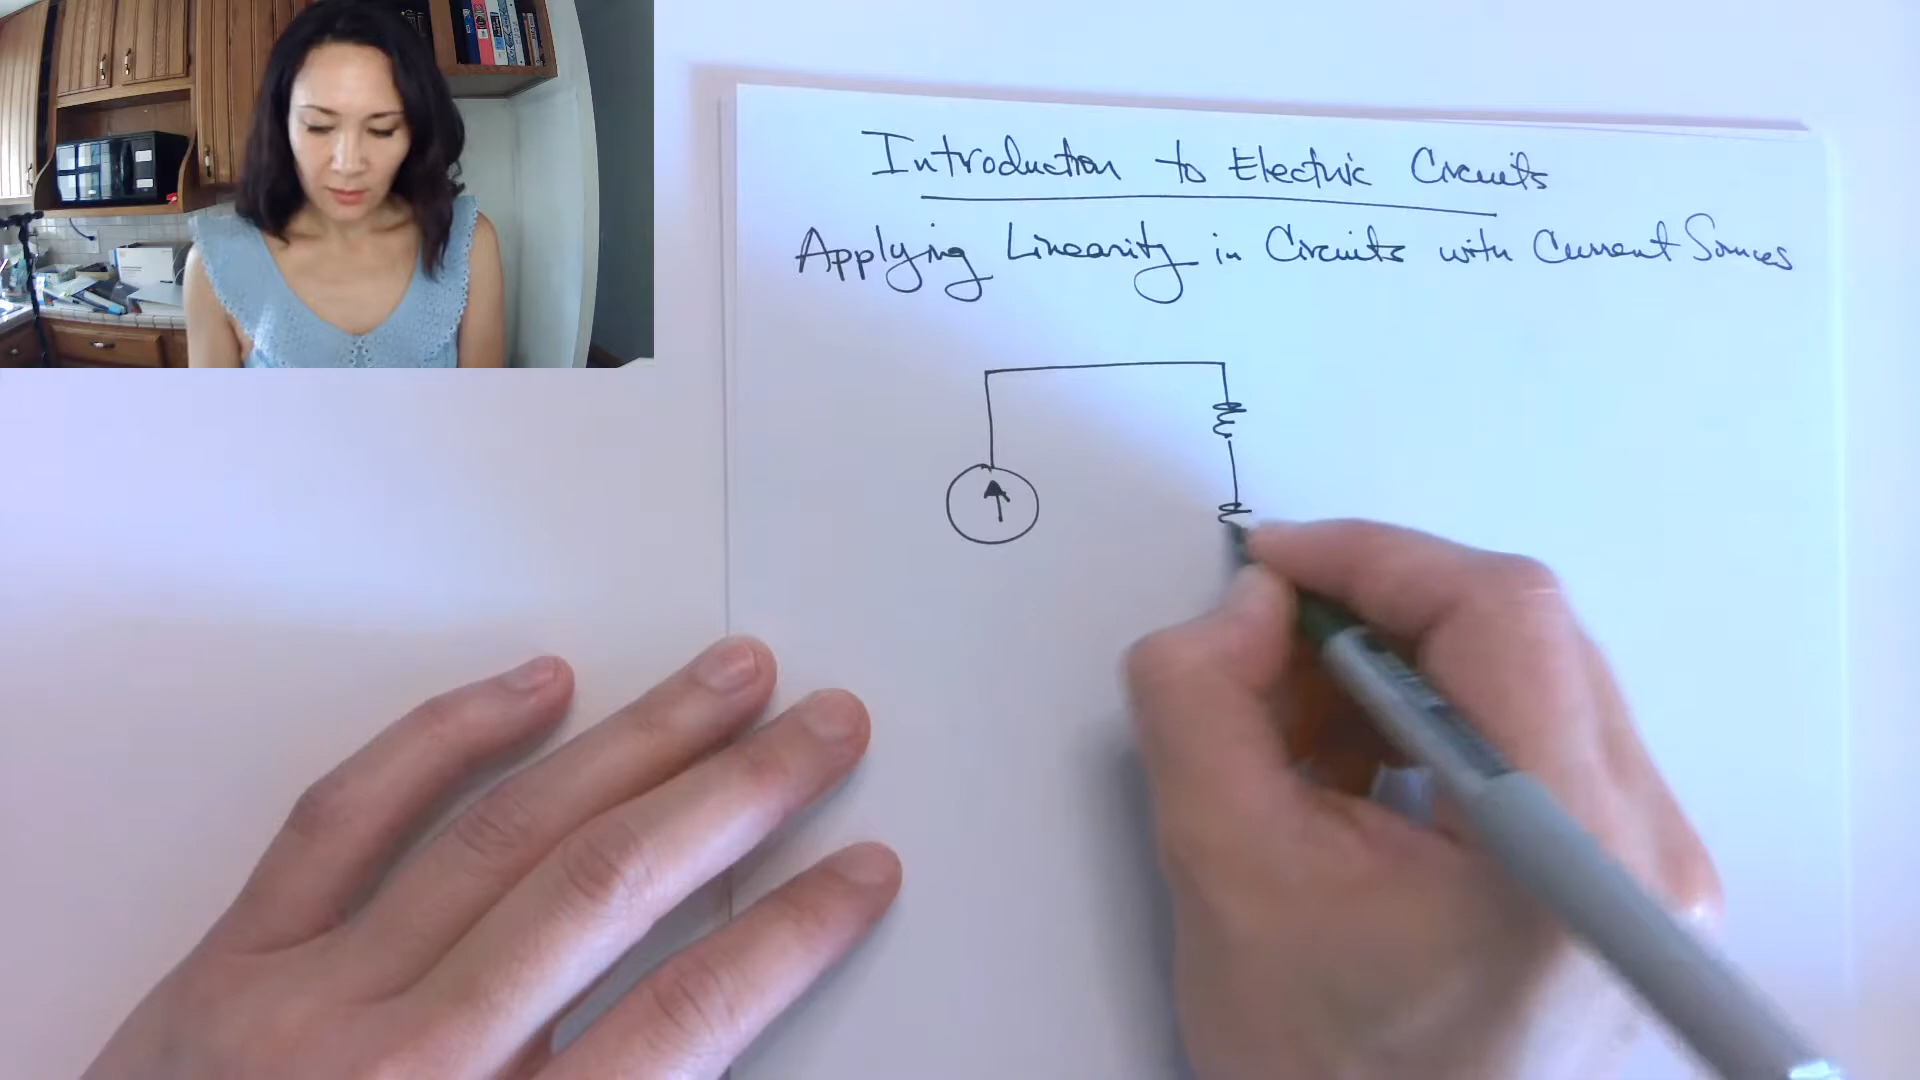 Introduction to Electric Circuits
Applying Linearity in Circuits with Current Sources